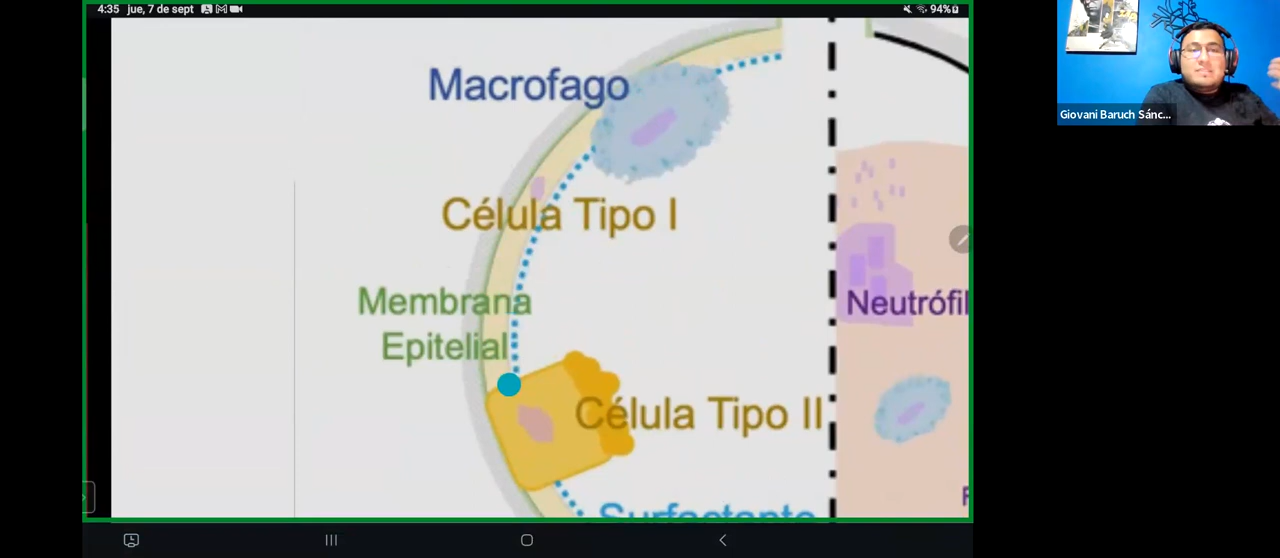 4:35 jue, 7 de sept
94%
Macrofago
Célula Tipo I
Membrana
Epitelial
Célula Tipo II
Surfactante
Neutrófil
F
Giovani Baruch Sánc...